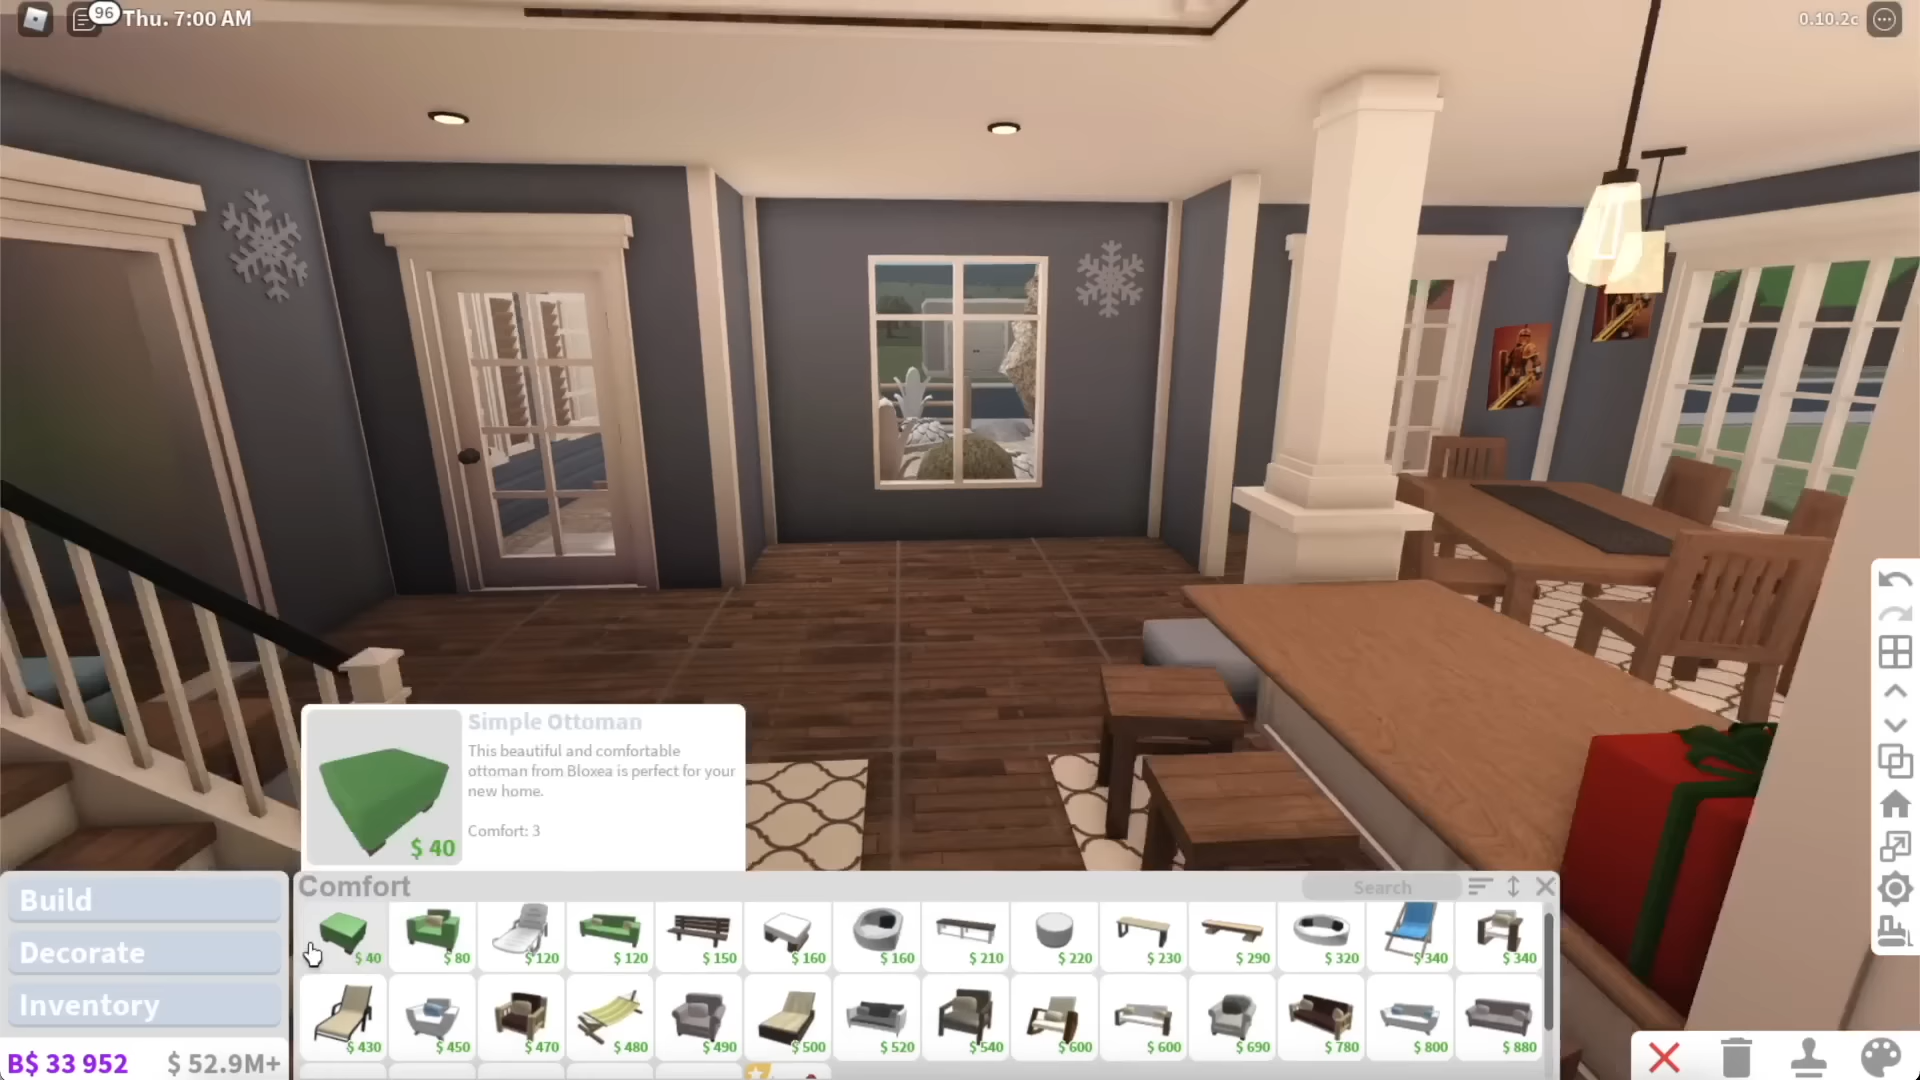 96
Thu. 7:00 AM
0.10.2c
Simple Ottoman
This beautiful and comfortable
ottoman from Bloxea is perfect for your
new home.
Comfort: 3
$ 40
Build
Decorate
Inventory
B$ 33 952
$ 52.9M+
Comfort
Search
$ 40
$ 80
$120
$ 120
$ 150
$ 160
$ 160
$ 210
$ 220
$ 230
$ 290
$ 320
$ 340
$ 340
$ 430
$ 450
$ 470
$ 480
$ 490
$ 500
$ 520
$ 540
$ 600
$ 600
$ 690
$ 780
$ 800
$ 880